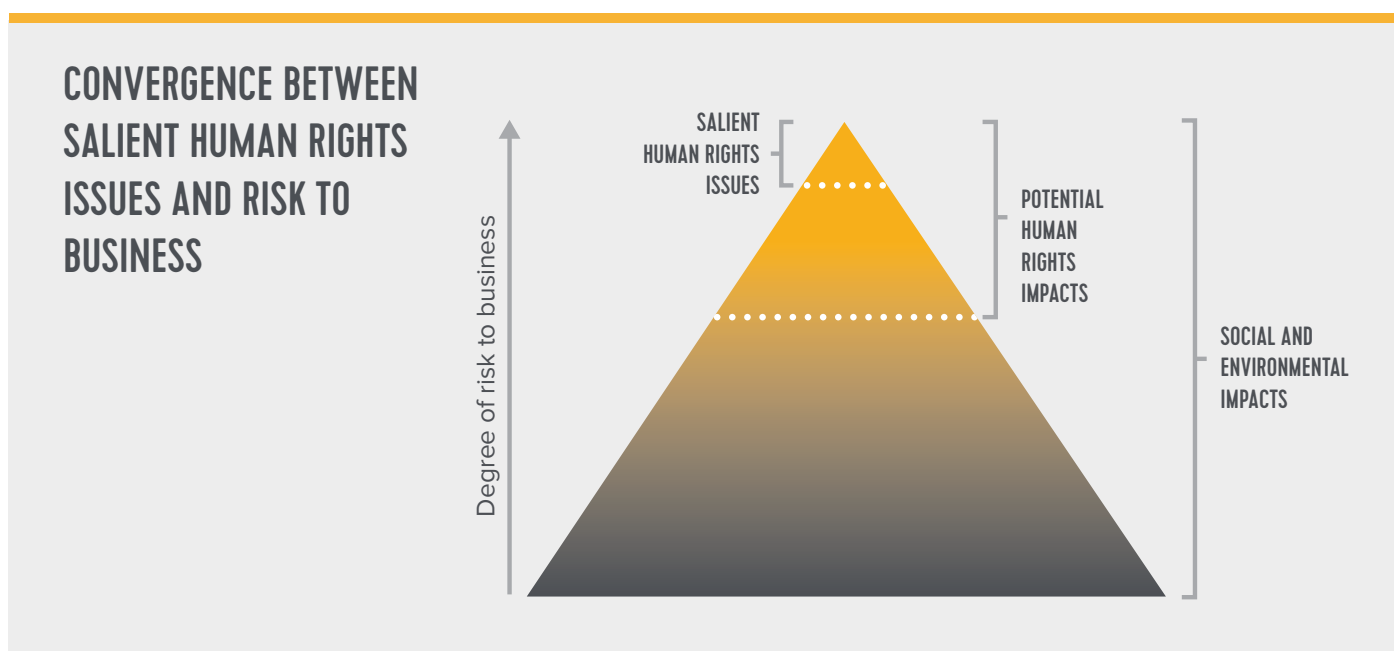 CONVERGENCE BETWEEN
SALIENT HUMAN RIGHTS
ISSUES AND RISK TO
BUSINESS
Degree of risk to business
SALIENT
HUMAN RIGHTS
ISSUES
POTENTIAL
HUMAN
RIGHTS
IMPACTS
SOCIAL AND
ENVIRONMENTAL
IMPACTS